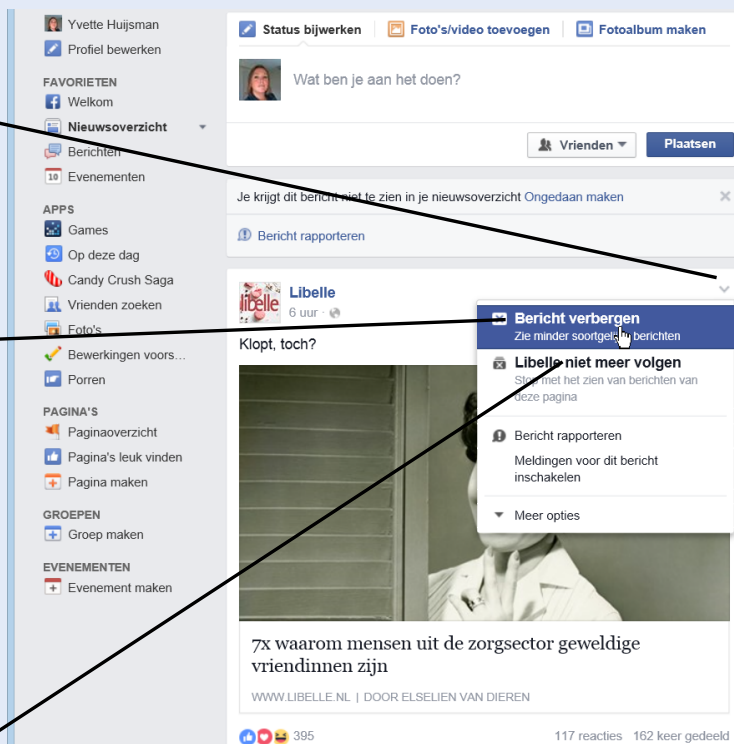 Yvette Huijsman
Profiel bewerken
FAVORIETEN
Welkom
Nieuwsoverzicht
Berichten
10 Evenementen
APPS
Games
Op deze dag
Candy Crush Saga
Vrienden zoeken
Foto's
Bewerkingen voors...
Porren
PAGINA'S
Paginaoverzicht
Pagina's leuk vinden
Pagina maken
GROEPEN
Groep maken
EVENEMENTEN
Evenement maken
Status bijwerken Foto's/video toevoegen Fotoalbum maken
Wat ben je aan het doen?
Vrienden Plaatsen
Je krijgt dit bericht niet te zien in je nieuwsoverzicht Ongedaan maken
Bericht rapporteren
libelle
Libelle
6 uur ·
Klopt, toch?
Bericht verbergen
Zie minder soortgelijke berichten
Libelle niet meer volgen
Stop met het zien van berichten van
deze pagina
Bericht rapporteren
Meldingen voor dit bericht
inschakelen
Meer opties
7x waarom mensen uit de zorgsector geweldige
vriendinnen zijn
WWW.LIBELLE.NL | DOOR ELSELIEN VAN DIEREN
395 117 reacties 162 keer gedeeld